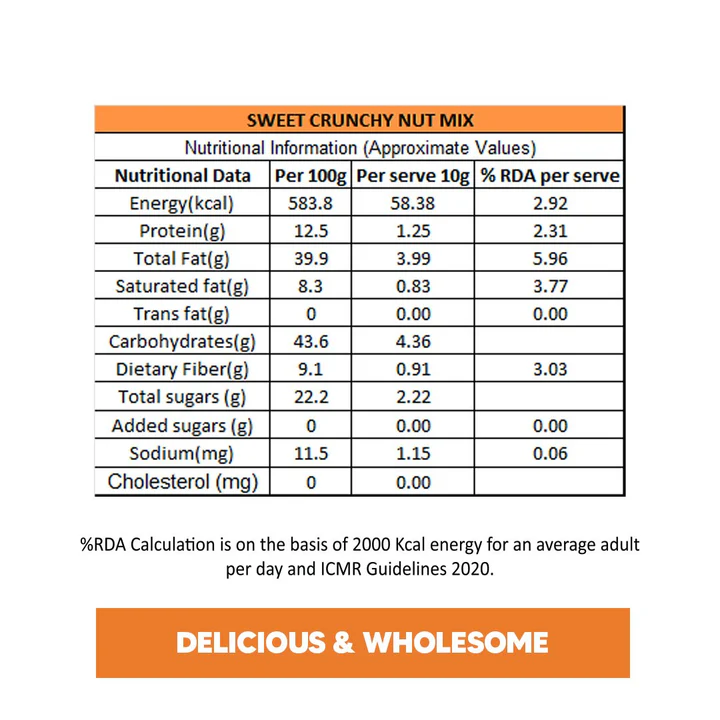 SWEET CRUNCHY NUT MIX
Nutritional Information (Approximate Values)
Nutritional Data Per 100g Per serve 10g % RDA per serve
Energy(kcal) 583.8 58.38 2.92
Protein(g) 12.5 1.25 2.31
Total Fat(g) 39.9 3.99 5.96
Saturated fat(g) 8.3 0.83 3.77
Trans fat(g) 0 0.00 0.00
Carbohydrates(g) 43.6 4.36
Dietary Fiber(g) 9.1 0.91 3.03
Total sugars (g) 22.2 2.22
Added sugars (g) 0 0.00 0.00
Sodium(mg) 11.5 1.15 0.06
Cholesterol (mg) 0 0.00
%RDA Calculation is on the basis of 2000 Kcal energy for an average adult
per day and ICMR Guidelines 2020.
DELICIOUS & WHOLESOME